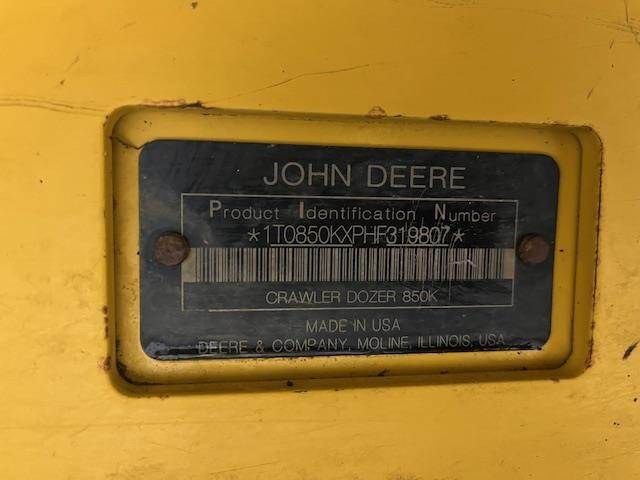 JOHN DEERE
Product Identification Number
*1T0850KXPHF319807*
CRAWLER DOZER 850K
MADE IN USA
DEERE & COMPANY, MOLINE, ILLINOIS, USA